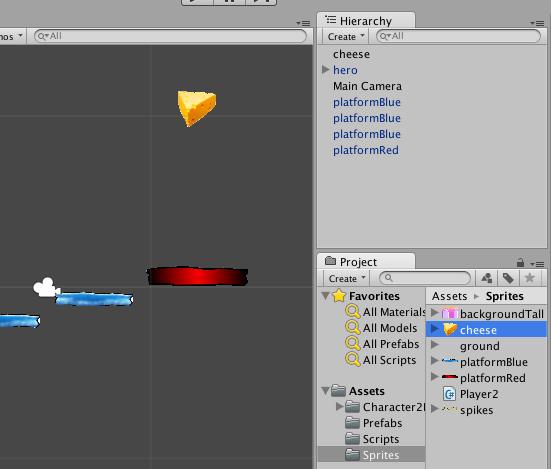 Hierarchy
nos All Create All
cheese
hero
Main Camera
platformBlue
platformBlue
platformBlue
platformRed
Project
Create
Favorites
All Materials
All Models
All Prefabs
All Scripts
Assets
Character2
Prefabs
Scripts
Sprites
Assets Sprites
backgroundTall
cheese
ground
platformBlue
platformRed
Player2
spikes